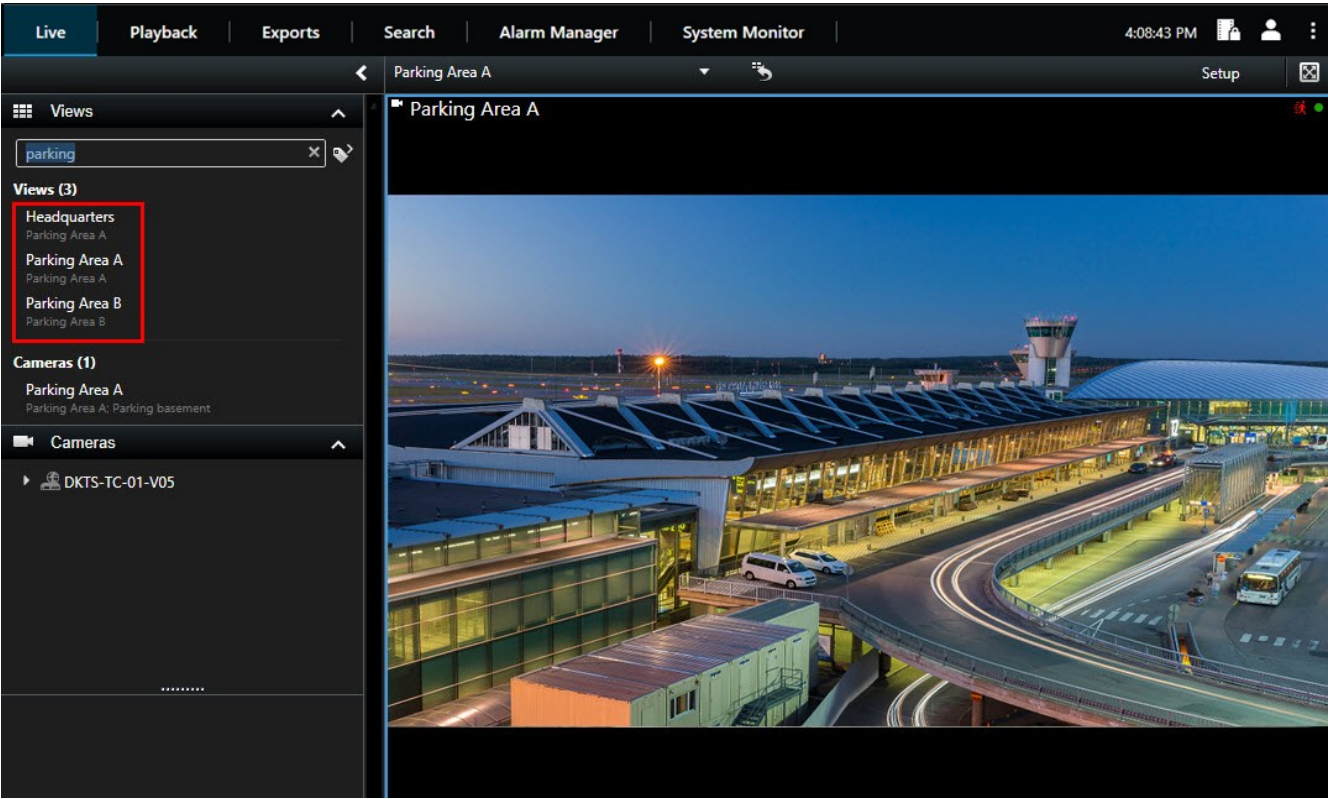 Live
Playback
Exports
Search
Alarm Manager
System Monitor
4:08:43 PM
Parking Area A
Setup
Views
Parking Area A
parking
Views (3)
Headquarters
Parking Area A
Parking Area A
Parking Area A
Parking Area B
Parking Area B
Cameras (1)
Parking Area A
Parking Area A; Parking basement
Cameras
DKTS-TC-01-V05